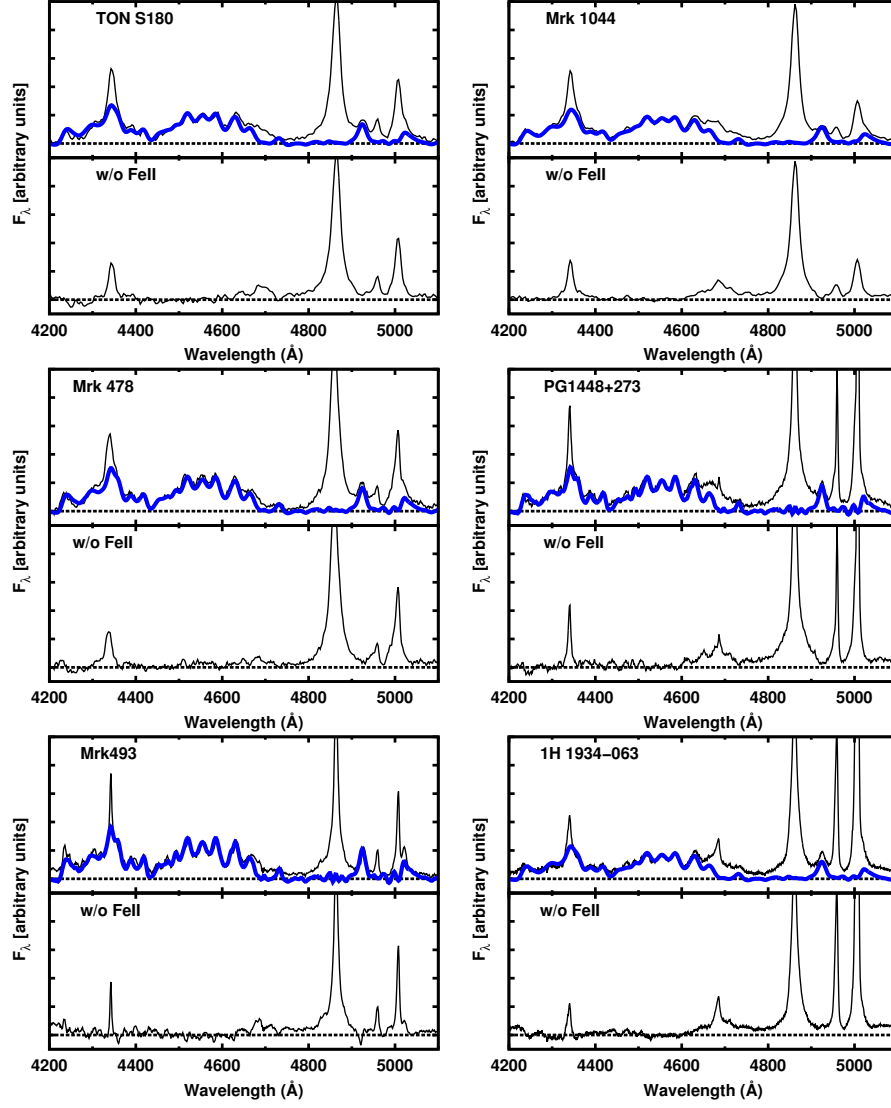 TON S180
Mrk 1044
F_λ [arbitrary units]
F_λ [arbitrary units]
w/o FeII
w/o FeII
4200 4400 4600 4800 5000
4200 4400 4600 4800 5000
Wavelength (Å)
Wavelength (Å)
Mrk 478
PG1448+273
F_λ [arbitrary units]
F_λ [arbitrary units]
w/o FeII
w/o FeII
4200 4400 4600 4800 5000
4200 4400 4600 4800 5000
Wavelength (Å)
Wavelength (Å)
Mrk493
1H 1934−063
F_λ [arbitrary units]
F_λ [arbitrary units]
w/o FeII
w/o FeII
4200 4400 4600 4800 5000
4200 4400 4600 4800 5000
Wavelength (Å)
Wavelength (Å)